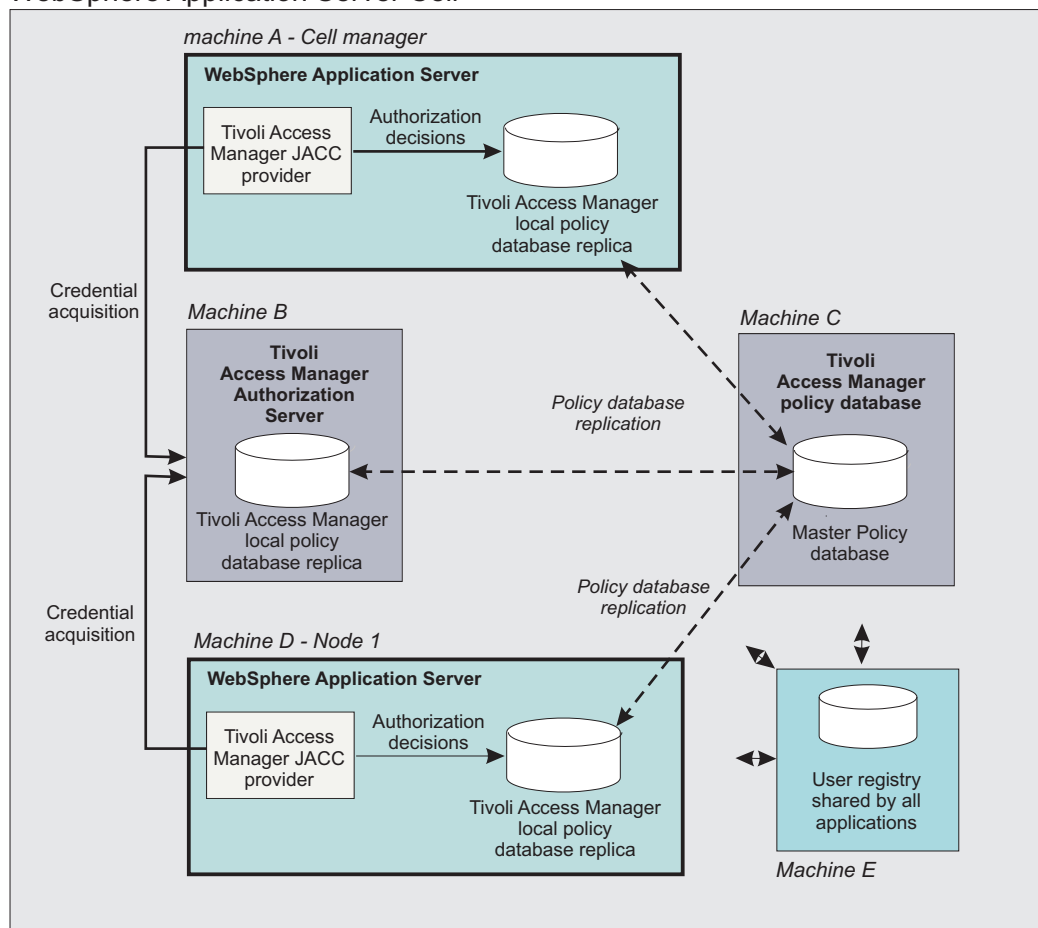 WebSphere Application Server Cell
machine A - Cell manager
WebSphere Application Server
Tivoli Access
Manager JACC
provider
Authorization
decisions
Tivoli Access Manager
local policy
database replica
Credential
acquisition
Machine B
Tivoli
Access Manager
Authorization
Server
Tivoli Access Manager
local policy
database replica
Policy database
replication
Machine C
Tivoli
Access Manager
policy database
Master Policy
database
Policy database
replication
Credential
acquisition
Machine D - Node 1
WebSphere Application Server
Tivoli Access
Manager JACC
provider
Authorization
decisions
Tivoli Access Manager
local policy
database replica
User registry
shared by all
applications
Machine E